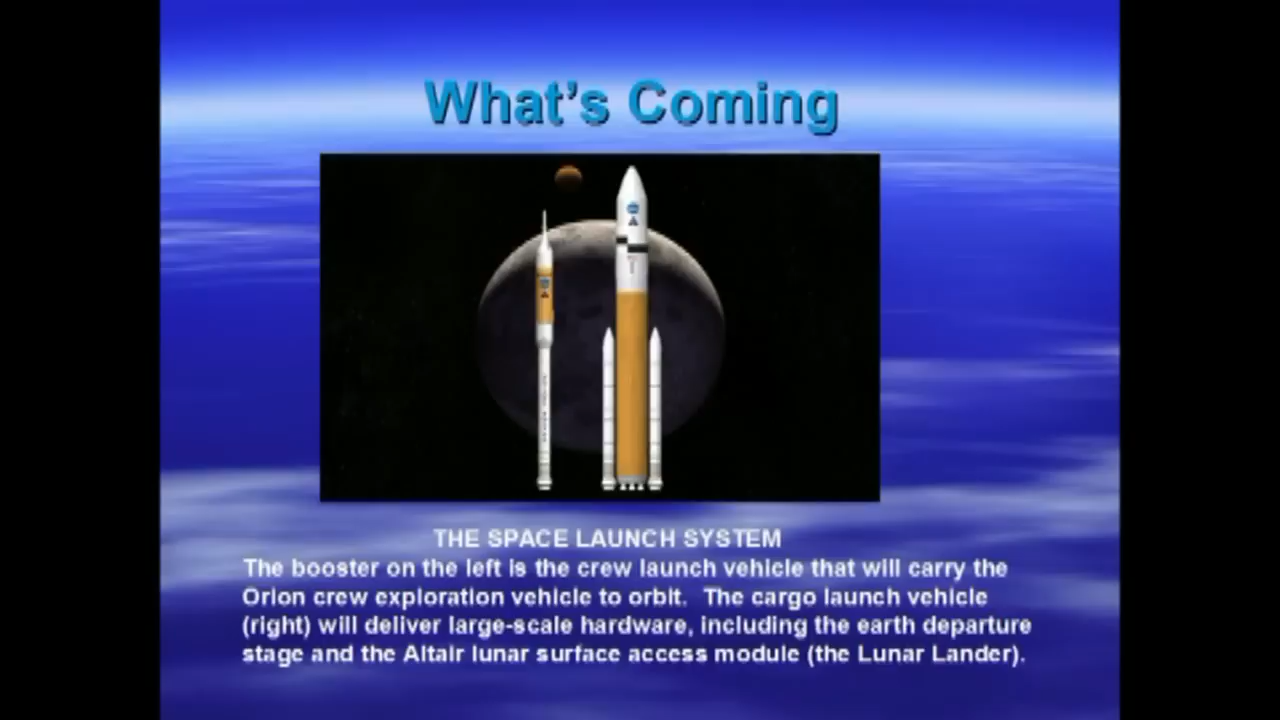 What's Coming
THE SPACE LAUNCH SYSTEM
The booster on the left is the crew launch vehicle that will carry the
Orion crew exploration vehicle to orbit. The cargo launch vehicle
(right) will deliver large-scale hardware, including the earth departure
stage and the Altair lunar surface access module (the Lunar Lander).